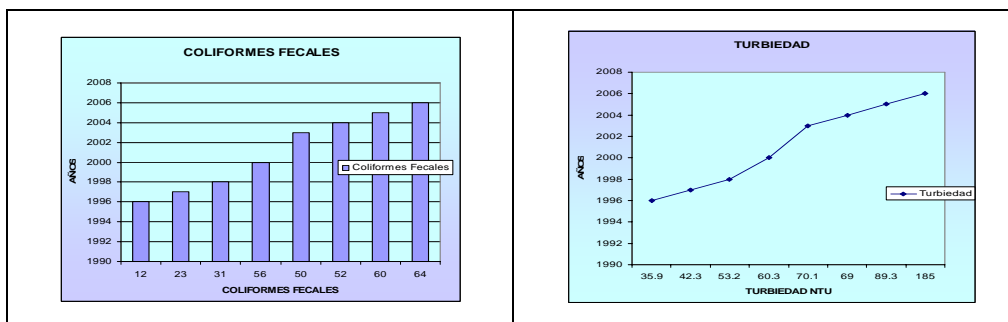 COLIFORMES FECALES
2008
2006
2004
2002
2000
1998
1996
1994
1992
1990
AÑOS
12 23 31 56 50 52 60 64
COLIFORMES FECALES
Coliformes Fecales
TURBIEDAD
2008
2006
2004
2002
2000
1998
1996
1994
1992
1990
AÑOS
35.9 42.3 53.2 60.3 70.1 69 89.3 185
TURBIEDAD NTU
Turbiedad